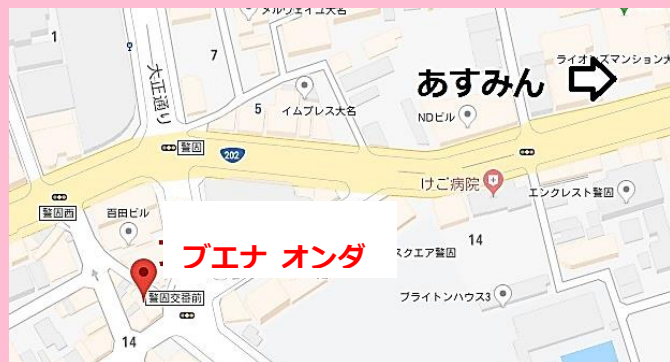 メルヴェイユ大名
1
7
大正通り
ライオンズマンション大
あすみん
5
イムプレス大名
NDビル
警固
202
けご病院
エンクレスト警固
警固西
百田ビル
14
スクエア警固
ブエナ オンダ
ブライトンハウス3
警固交番前
14